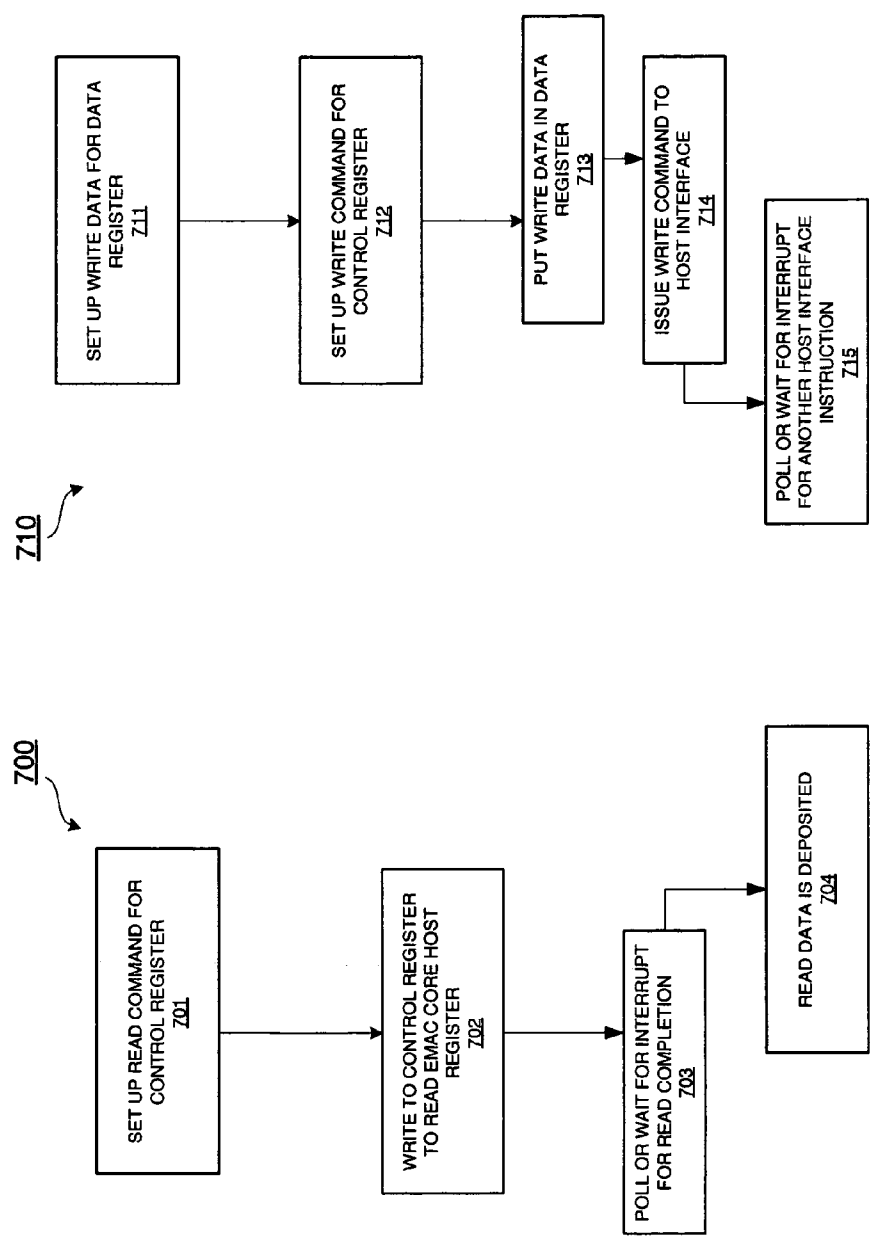 700
SET UP READ COMMAND FOR
CONTROL REGISTER
701
WRITE TO CONTROL REGISTER
TO READ EMAC CORE HOST
REGISTER
702
POLL OR WAIT FOR INTERRUPT
FOR READ COMPLETION
703
READ DATA IS DEPOSITED
704
710
SET UP WRITE DATA FOR DATA
REGISTER
711
SET UP WRITE COMMAND FOR
CONTROL REGISTER
712
PUT WRITE DATA IN DATA
REGISTER
713
ISSUE WRITE COMMAND TO
HOST INTERFACE
714
POLL OR WAIT FOR INTERRUPT
FOR ANOTHER HOST INTERFACE
INSTRUCTION
715